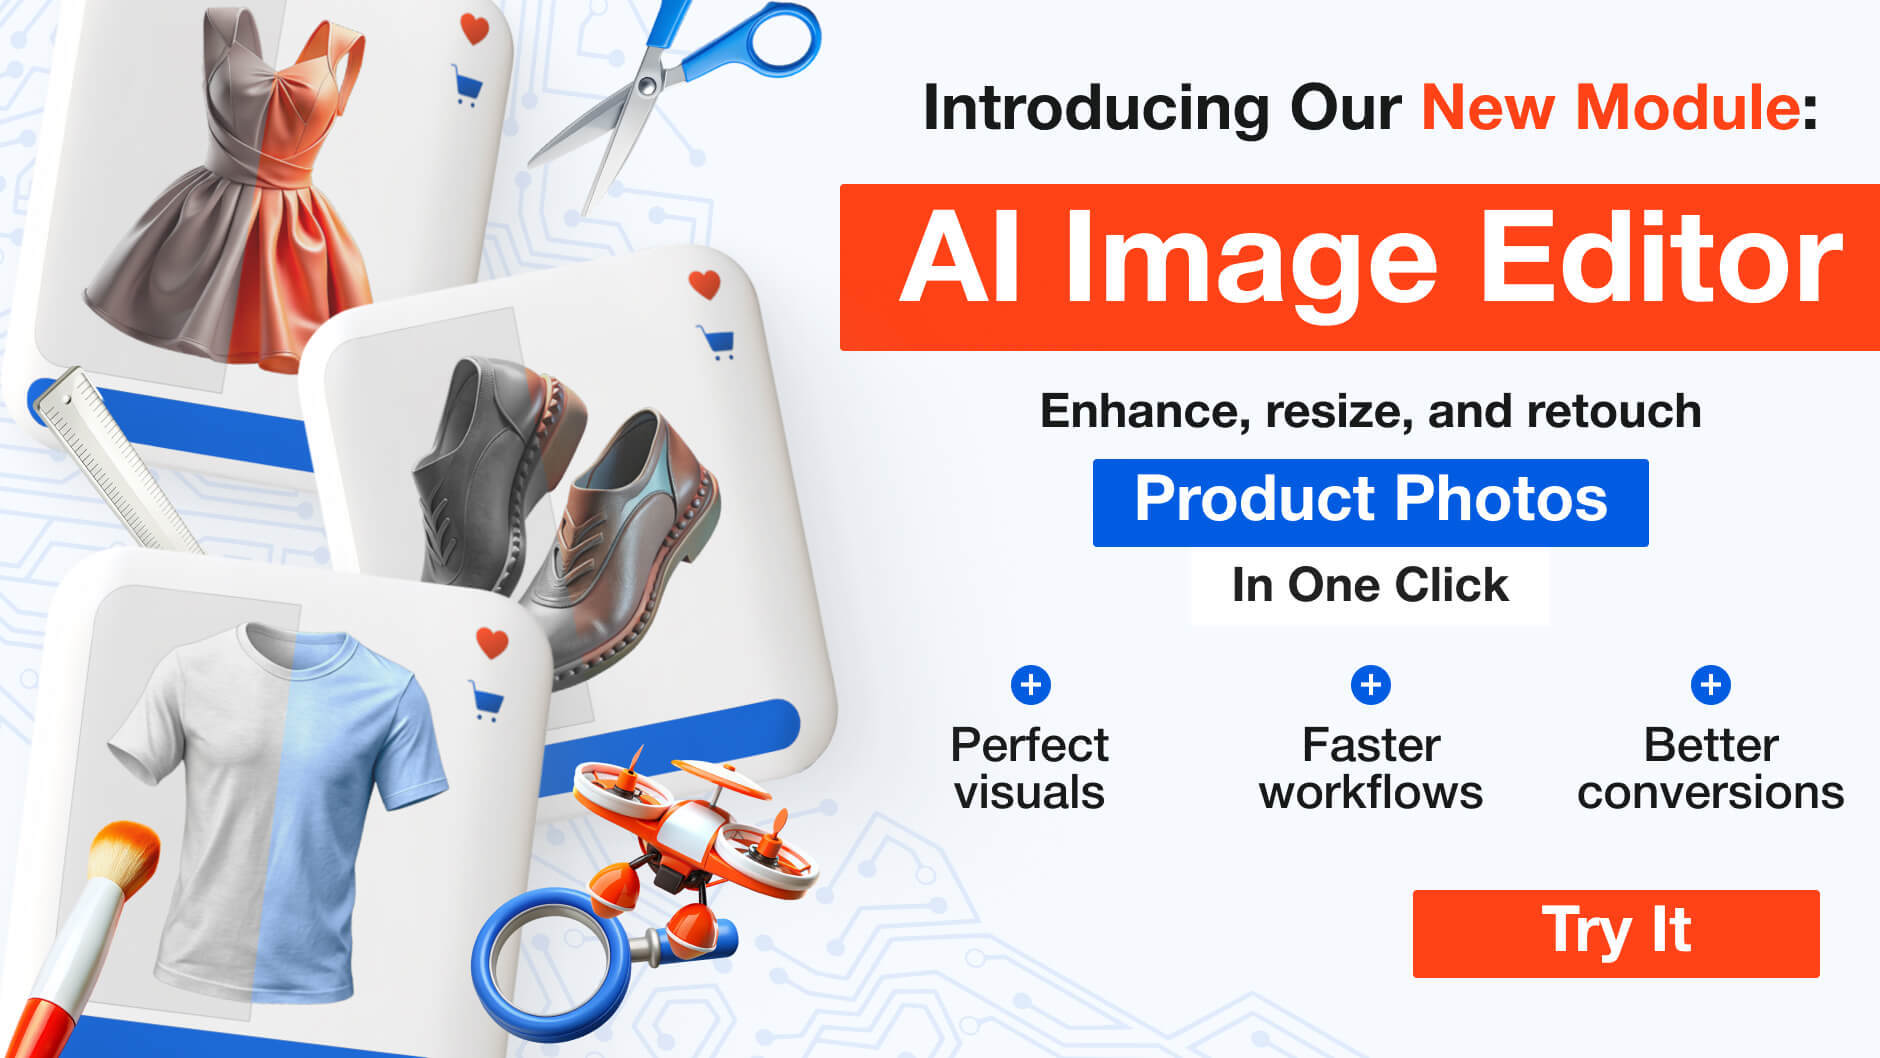 Introducing Our New Module:
AI Image Editor
Enhance, resize, and retouch
Product Photos
In One Click
Perfect
visuals
Faster
workflows
Better
conversions
Try It